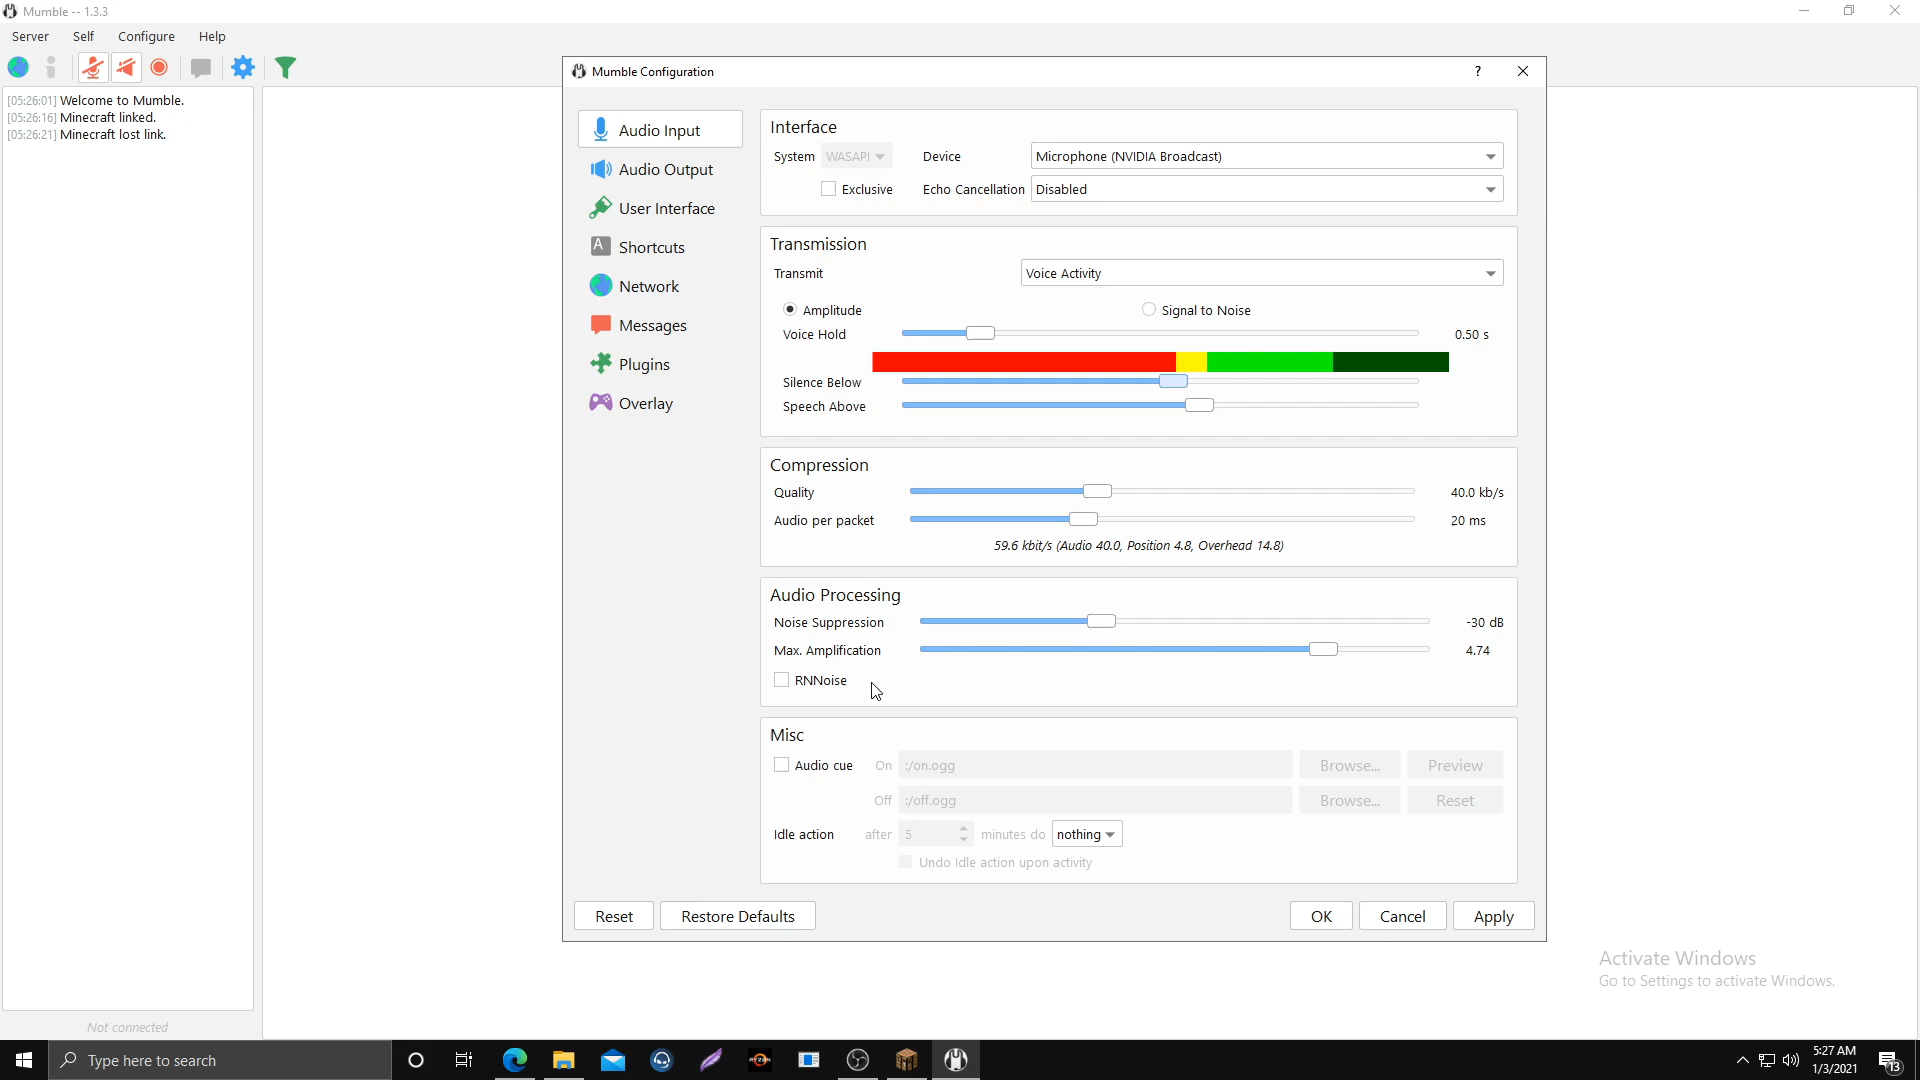 Mumble -- 1.3.3
Server Self Configure Help
[05:26:01] Welcome to Mumble.
[05:26:16] Minecraft linked.
[05:26:21] Minecraft lost link.
Not connected
Mumble Configuration
?
Audio Input
Audio Output
User Interface
A Shortcuts
Network
Messages
Plugins
Overlay
Interface
System WASAPI Device Microphone (NVIDIA Broadcast)
Exclusive Echo Cancellation Disabled
Transmission
Transmit Voice Activity
Amplitude Signal to Noise
Voice Hold 0.50 s
Silence Below
Speech Above
Compression
Quality 40.0 kb/s
Audio per packet 20 ms
59.6 kbit/s (Audio 40.0, Position 4.8, Overhead 14.8)
Audio Processing
Noise Suppression -30 dB
Max. Amplification 4.74
RNNoise
Misc
Audio cue On :/on.ogg Browse... Preview
Off :/off.ogg Browse... Reset
Idle action after 5 minutes do nothing
Undo Idle action upon activity
Reset Restore Defaults OK Cancel Apply
Activate Windows
Go to Settings to activate Windows.
Type here to search
RYZEN
5:27 AM
1/3/2021
13